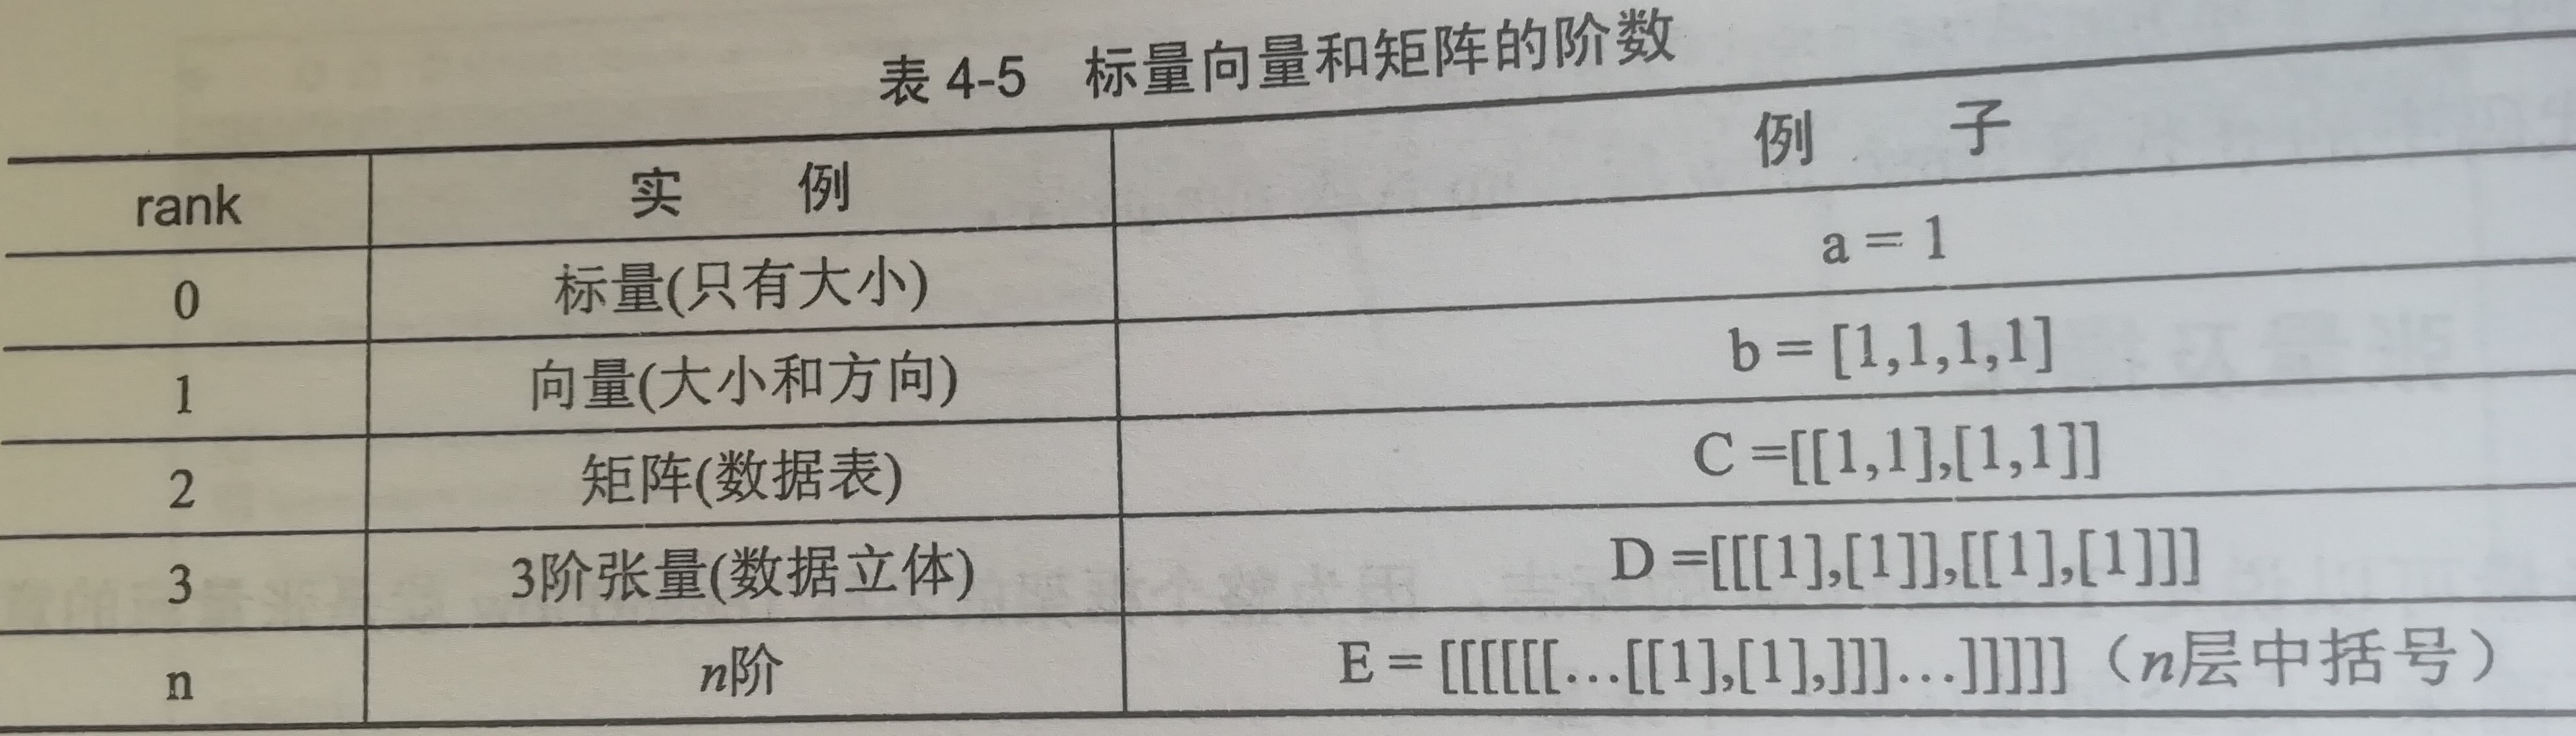 表 4-5 标量向量和矩阵的阶数
rank 实 例 例 子
0 标量(只有大小) a = 1
1 向量(大小和方向) b = [1,1,1,1]
2 矩阵(数据表) C =[[1,1],[1,1]]
3 3阶张量(数据立体) D =[[[1],[1]],[[1],[1]]]
n n阶 E = [[[[[[…[[1],[1],]]]…]]]]] （n层中括号）